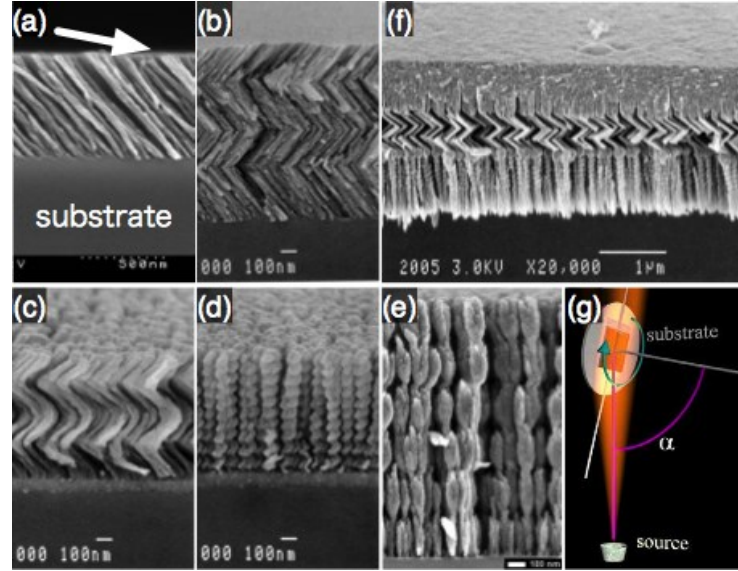 (a)
substrate
V
500nm
(b)
000 100nm
(f)
2005 3.0KV X20,000 1μm
(c)
000 100nm
(d)
000 100nm
(e)
100 nm
(g)
substrate
α
source